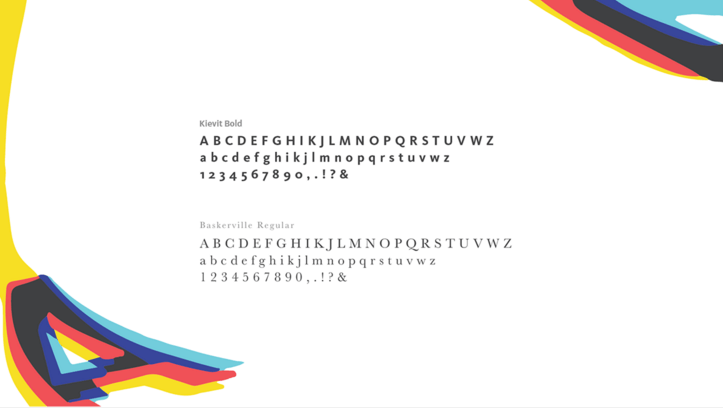 Kievit Bold
A B C D E F G H I K J L M N O P Q R S T U V W Z
a b c d e f g h i k j l m n o p q r s t u v w z
1 2 3 4 5 6 7 8 9 0 , . ! ? &
Baskerville Regular
A B C D E F G H I K J L M N O P Q R S T U V W Z
a b c d e f g h i k j l m n o p q r s t u v w z
1 2 3 4 5 6 7 8 9 0 , . ! ? &